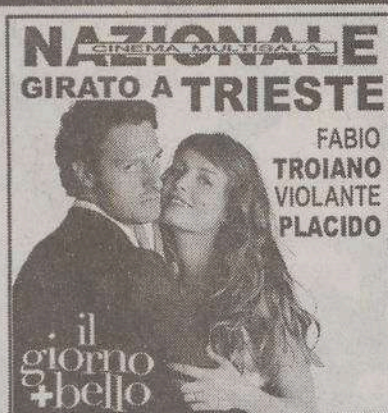 NAZIONALE
CINEMA MULTISALA
GIRATO A TRIESTE
FABIO
TROIANO
VIOLANTE
PLACIDO
il
giorno
+bello